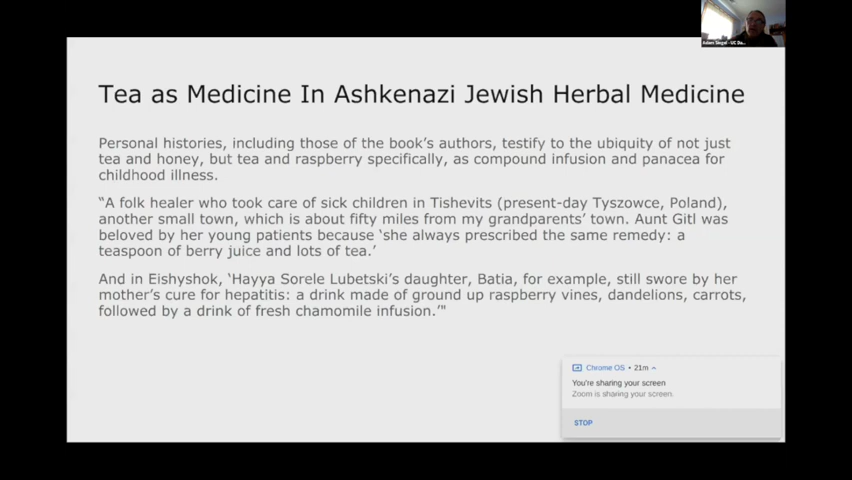 Adam Siegel - UC Da...
Tea as Medicine In Ashkenazi Jewish Herbal Medicine
Personal histories, including those of the book's authors, testify to the ubiquity of not just
tea and honey, but tea and raspberry specifically, as compound infusion and panacea for
childhood illness.
"A folk healer who took care of sick children in Tishevits (present-day Tyszowce, Poland),
another small town, which is about fifty miles from my grandparents' town. Aunt Gitl was
beloved by her young patients because 'she always prescribed the same remedy: a
teaspoon of berry juice and lots of tea.'
And in Eishyshok, 'Hayya Sorele Lubetski's daughter, Batia, for example, still swore by her
mother's cure for hepatitis: a drink made of ground up raspberry vines, dandelions, carrots,
followed by a drink of fresh chamomile infusion.'"
Chrome OS • 21m
You're sharing your screen
Zoom is sharing your screen.
STOP